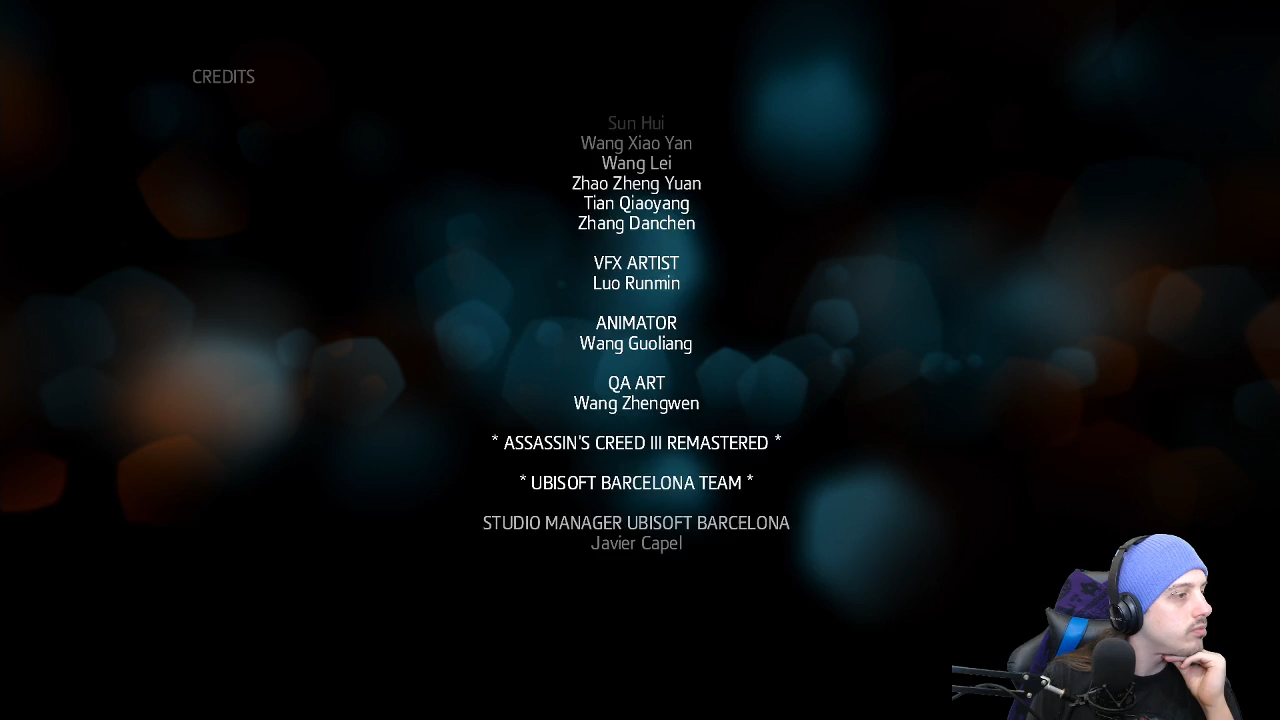 CREDITS
Sun Hui
Wang Xiao Yan
Wang Lei
Zhao Zheng Yuan
Tian Qiaoyang
Zhang Danchen
VFX ARTIST
Luo Runmin
ANIMATOR
Wang Guoliang
QA ART
Wang Zhengwen
* ASSASSIN'S CREED III REMASTERED *
* UBISOFT BARCELONA TEAM *
STUDIO MANAGER UBISOFT BARCELONA
Javier Capel